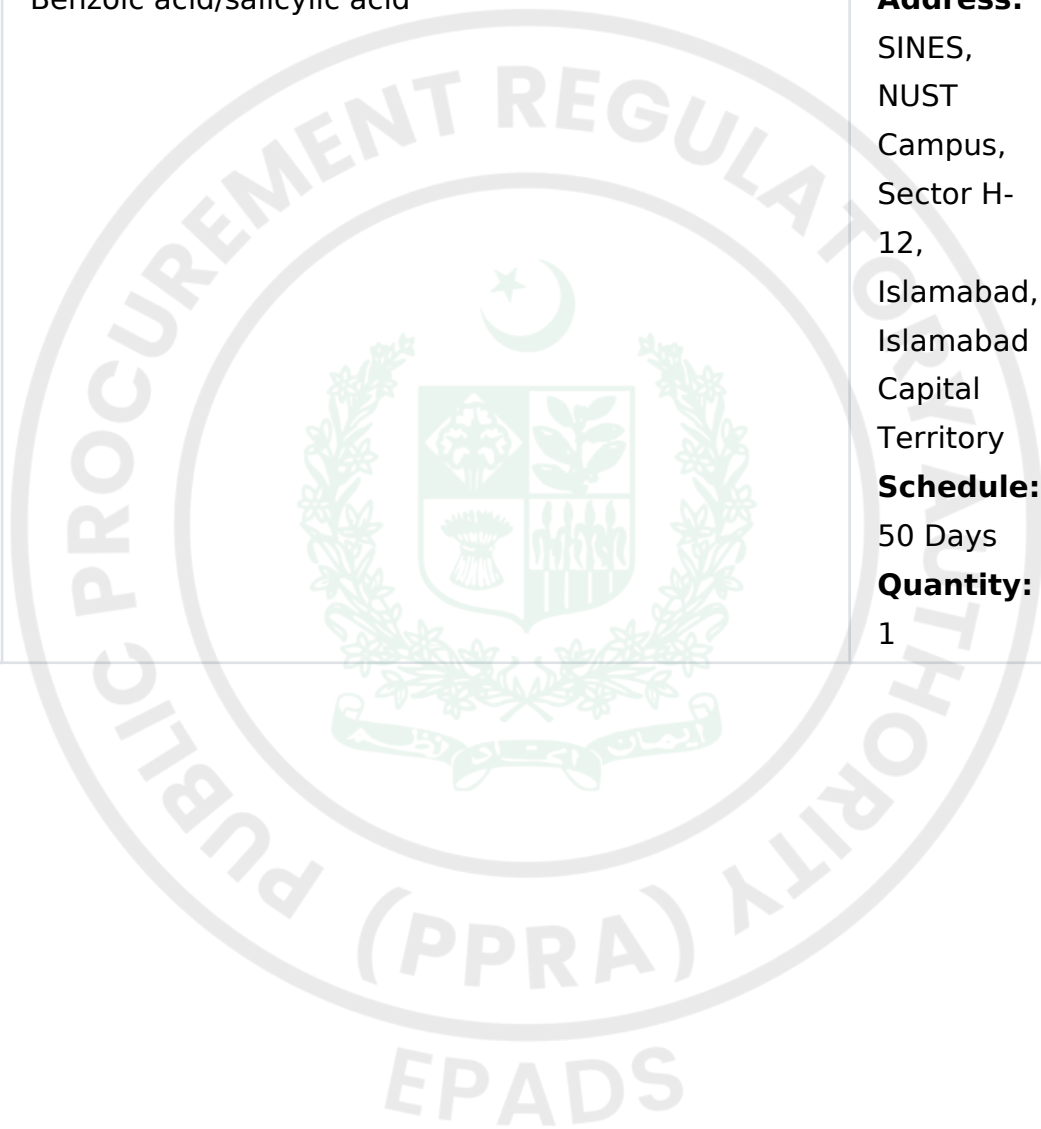 Benzoic acid/salicylic acid
Address:
SINES,
NUST
Campus,
Sector H-
12,
Islamabad,
Islamabad
Capital
Territory
Schedule:
50 Days
Quantity:
1
PUBLIC PROCUREMENT REGULATORY AUTHORITY
(PPRA)
EPADS